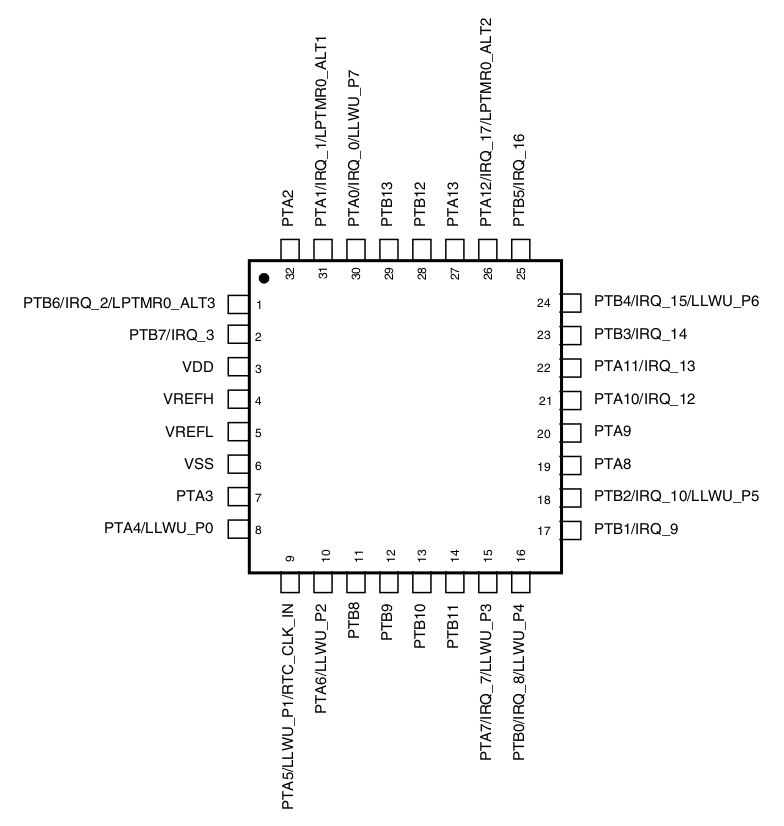 PTA2
PTA1/IRQ_1/LPTMR0_ALT1
PTA0/IRQ_0/LLWU_P7
PTB13
PTB12
PTA13
PTA12/IRQ_17/LPTMR0_ALT2
PTB5/IRQ_16
32
31
30
29
28
27
26
25
PTB6/IRQ_2/LPTMR0_ALT3
1
PTB7/IRQ_3
2
VDD
3
VREFH
4
VREFL
5
VSS
6
PTA3
7
PTA4/LLWU_P0
8
24
PTB4/IRQ_15/LLWU_P6
23
PTB3/IRQ_14
22
PTA11/IRQ_13
21
PTA10/IRQ_12
20
PTA9
19
PTA8
18
PTB2/IRQ_10/LLWU_P5
17
PTB1/IRQ_9
9
10
11
12
13
14
15
16
PTA5/LLWU_P1/RTC_CLK_IN
PTA6/LLWU_P2
PTB8
PTB9
PTB10
PTB11
PTA7/IRQ_7/LLWU_P3
PTB0/IRQ_8/LLWU_P4